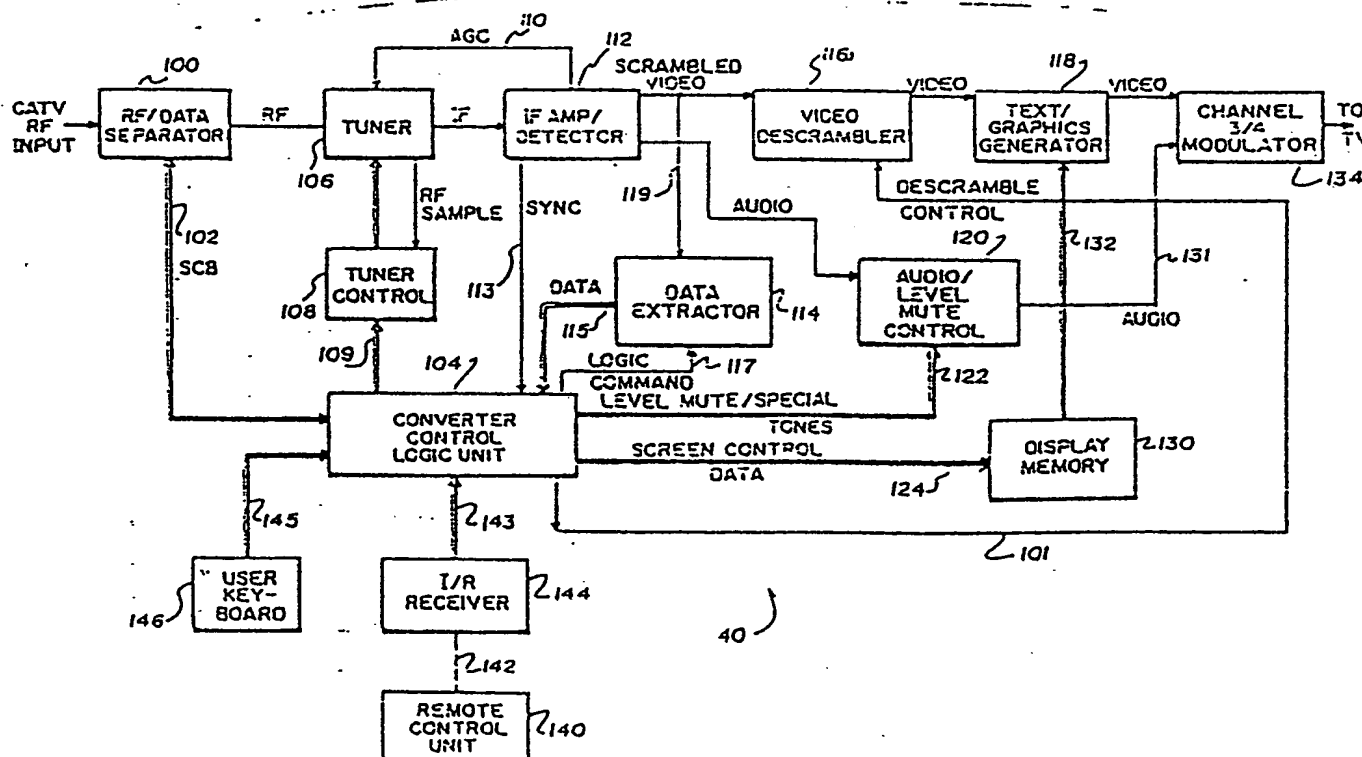 110
AGC
112
100
116
118
SCRAMBLED
VIDEO
VIDEO
VIDEO
CATV
RF
INPUT
RF/DATA
SEPARATOR
RF
TUNER
IF
IF AMP/
DETECTOR
VIDEO
DESCRAMBLER
TEXT/
GRAPHICS
GENERATOR
CHANNEL
3/4
MODULATOR
TO
TV
106
134
RF
SAMPLE
SYNC
119
AUDIO
DESCRAMBLE
CONTROL
102
SCB
120
132
131
TUNER
CONTROL
108
113
DATA
115
DATA
EXTRACTOR
114
AUDIO/
LEVEL
MUTE
CONTROL
AUDIO
109
104
LOGIC
COMMAND
117
122
LEVEL MUTE/SPECIAL
TONES
CONVERTER
CONTROL
LOGIC UNIT
SCREEN CONTROL
DATA
124
DISPLAY
MEMORY
130
145
143
101
USER
KEY-
BOARD
146
I/R
RECEIVER
144
40
142
REMOTE
CONTROL
UNIT
140